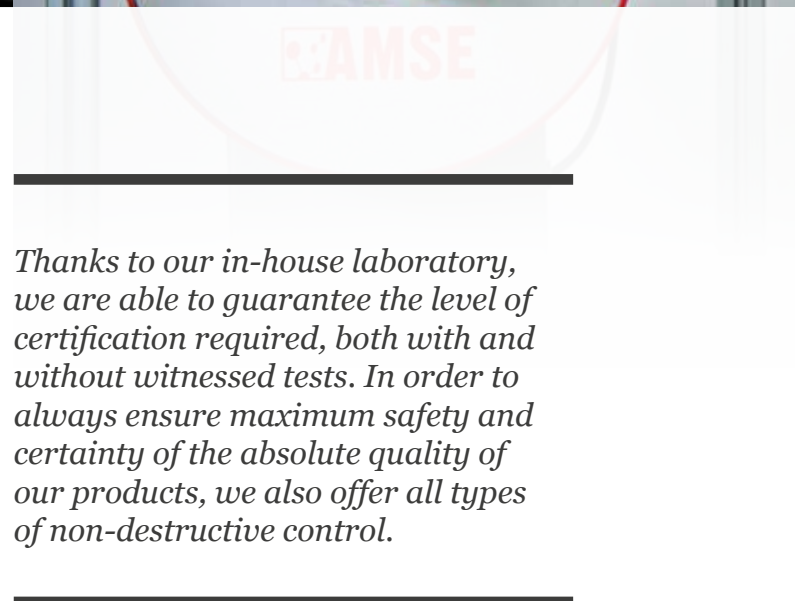 AMSE
Thanks to our in-house laboratory,
we are able to guarantee the level of
certification required, both with and
without witnessed tests. In order to
always ensure maximum safety and
certainty of the absolute quality of
our products, we also offer all types
of non-destructive control.